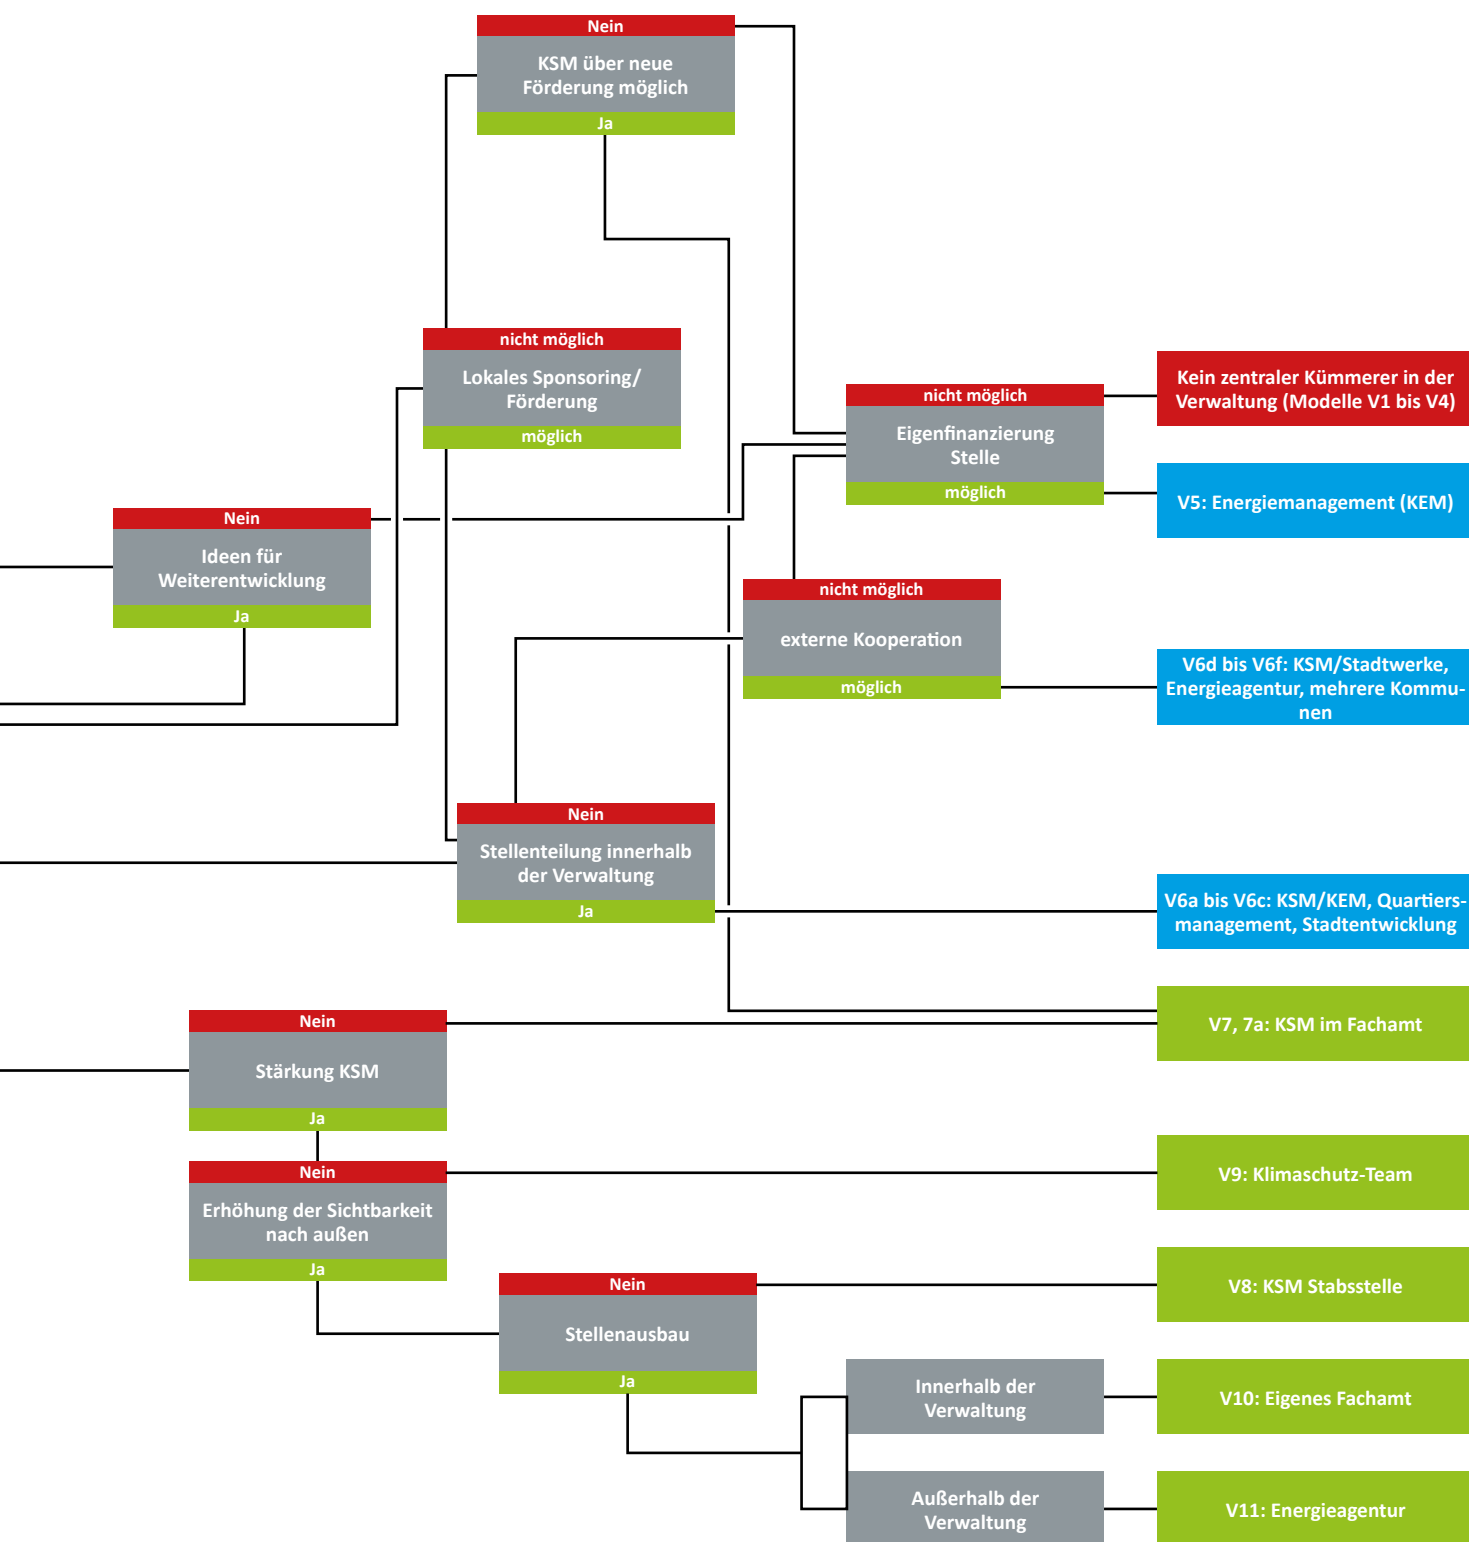 Nein
KSM über neue
Förderung möglich
Ja
nicht möglich
Lokales Sponsoring/
Förderung
möglich
nicht möglich
Eigenfinanzierung
Stelle
möglich
Kein zentraler Kümmerer in der
Verwaltung (Modelle V1 bis V4)
V5: Energiemanagement (KEM)
Nein
Ideen für
Weiterentwicklung
Ja
nicht möglich
externe Kooperation
möglich
V6d bis V6f: KSM/Stadtwerke,
Energieagentur, mehrere Kommu-
nen
Nein
Stellenteilung innerhalb
der Verwaltung
Ja
V6a bis V6c: KSM/KEM, Quartiers-
management, Stadtentwicklung
Nein
Stärkung KSM
Ja
V7, 7a: KSM im Fachamt
Nein
Erhöhung der Sichtbarkeit
nach außen
Ja
V9: Klimaschutz-Team
Nein
Stellenausbau
Ja
V8: KSM Stabsstelle
Innerhalb der
Verwaltung
V10: Eigenes Fachamt
Außerhalb der
Verwaltung
V11: Energieagentur